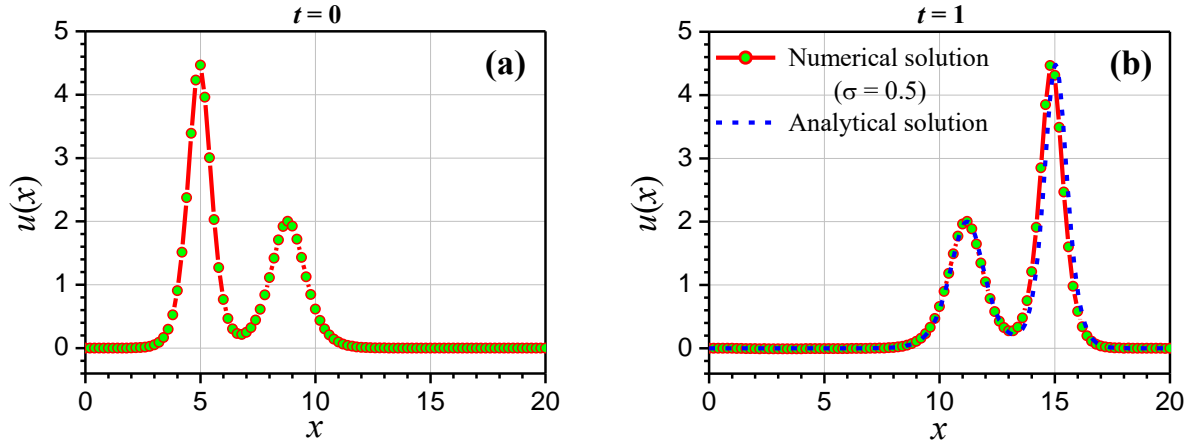 t = 0
(a)
5
4
3
2
1
0
u(x)
0
5
10
15
20
x
t = 1
(b)
Numerical solution
(σ = 0.5)
Analytical solution
5
4
3
2
1
0
u(x)
0
5
10
15
20
x